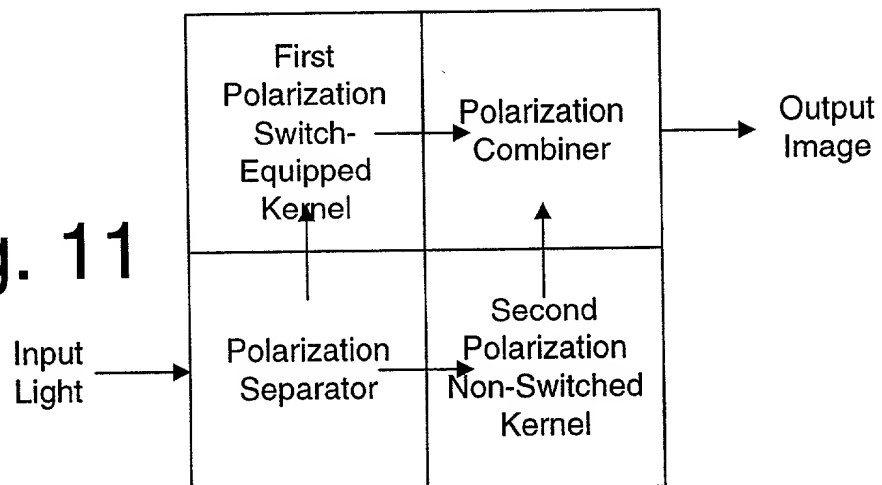 First
Polarization
Switch-
Equipped
Kernel
Polarization
Combiner
Output
Image
g. 11
Input
Light
Polarization
Separator
Second
Polarization
Non-Switched
Kernel